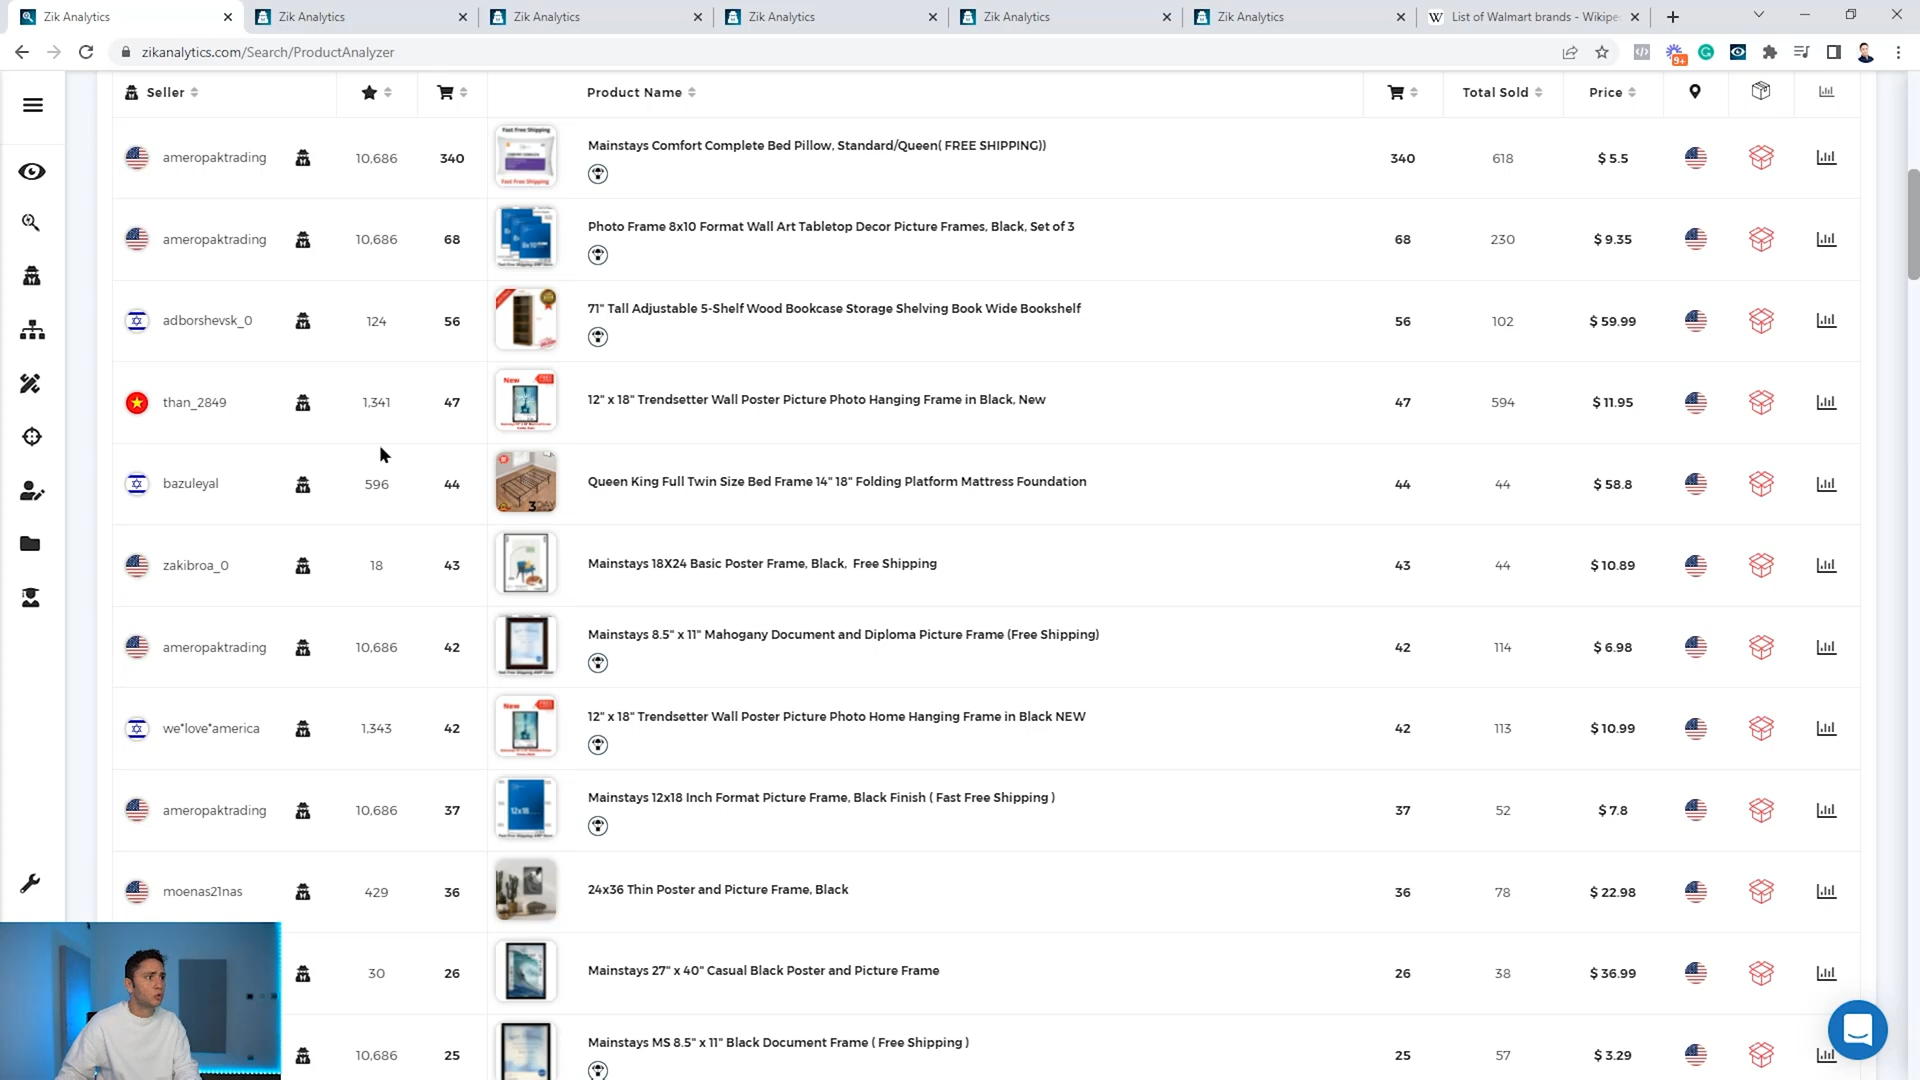 Zik Analytics
Zik Analytics
Zik Analytics
Zik Analytics
Zik Analytics
Zik Analytics
List of Walmart brands - Wikipe
zikanalytics.com/Search/ProductAnalyzer
9+
Seller
Product Name
Total Sold
Price
ameropaktrading
10,686
340
Fast Free Shipping
Fast Free Shipping
Mainstays Comfort Complete Bed Pillow, Standard/Queen( FREE SHIPPING))
340
618
$ 5.5
ameropaktrading
10,686
68
Photo Frame 8x10 Format Wall Art Tabletop Decor Picture Frames, Black, Set of 3
68
230
$ 9.35
adborshevsk_0
124
56
71" Tall Adjustable 5-Shelf Wood Bookcase Storage Shelving Book Wide Bookshelf
56
102
$ 59.99
than_2849
1,341
47
New
12" x 18" Trendsetter Wall Poster Picture Photo Hanging Frame in Black, New
47
594
$ 11.95
bazuleyal
596
44
3
Queen King Full Twin Size Bed Frame 14" 18" Folding Platform Mattress Foundation
44
44
$ 58.8
zakibroa_0
18
43
Mainstays 18X24 Basic Poster Frame, Black, Free Shipping
43
44
$ 10.89
ameropaktrading
10,686
42
Mainstays 8.5" x 11" Mahogany Document and Diploma Picture Frame (Free Shipping)
42
114
$ 6.98
we*love*america
1,343
42
New
12" x 18" Trendsetter Wall Poster Picture Photo Home Hanging Frame in Black NEW
42
113
$ 10.99
ameropaktrading
10,686
37
12x18
Mainstays 12x18 Inch Format Picture Frame, Black Finish ( Fast Free Shipping )
37
52
$ 7.8
moenas21nas
429
36
24x36 Thin Poster and Picture Frame, Black
36
78
$ 22.98
30
26
Mainstays 27" x 40" Casual Black Poster and Picture Frame
26
38
$ 36.99
10,686
25
Mainstays MS 8.5" x 11" Black Document Frame ( Free Shipping )
25
57
$ 3.29